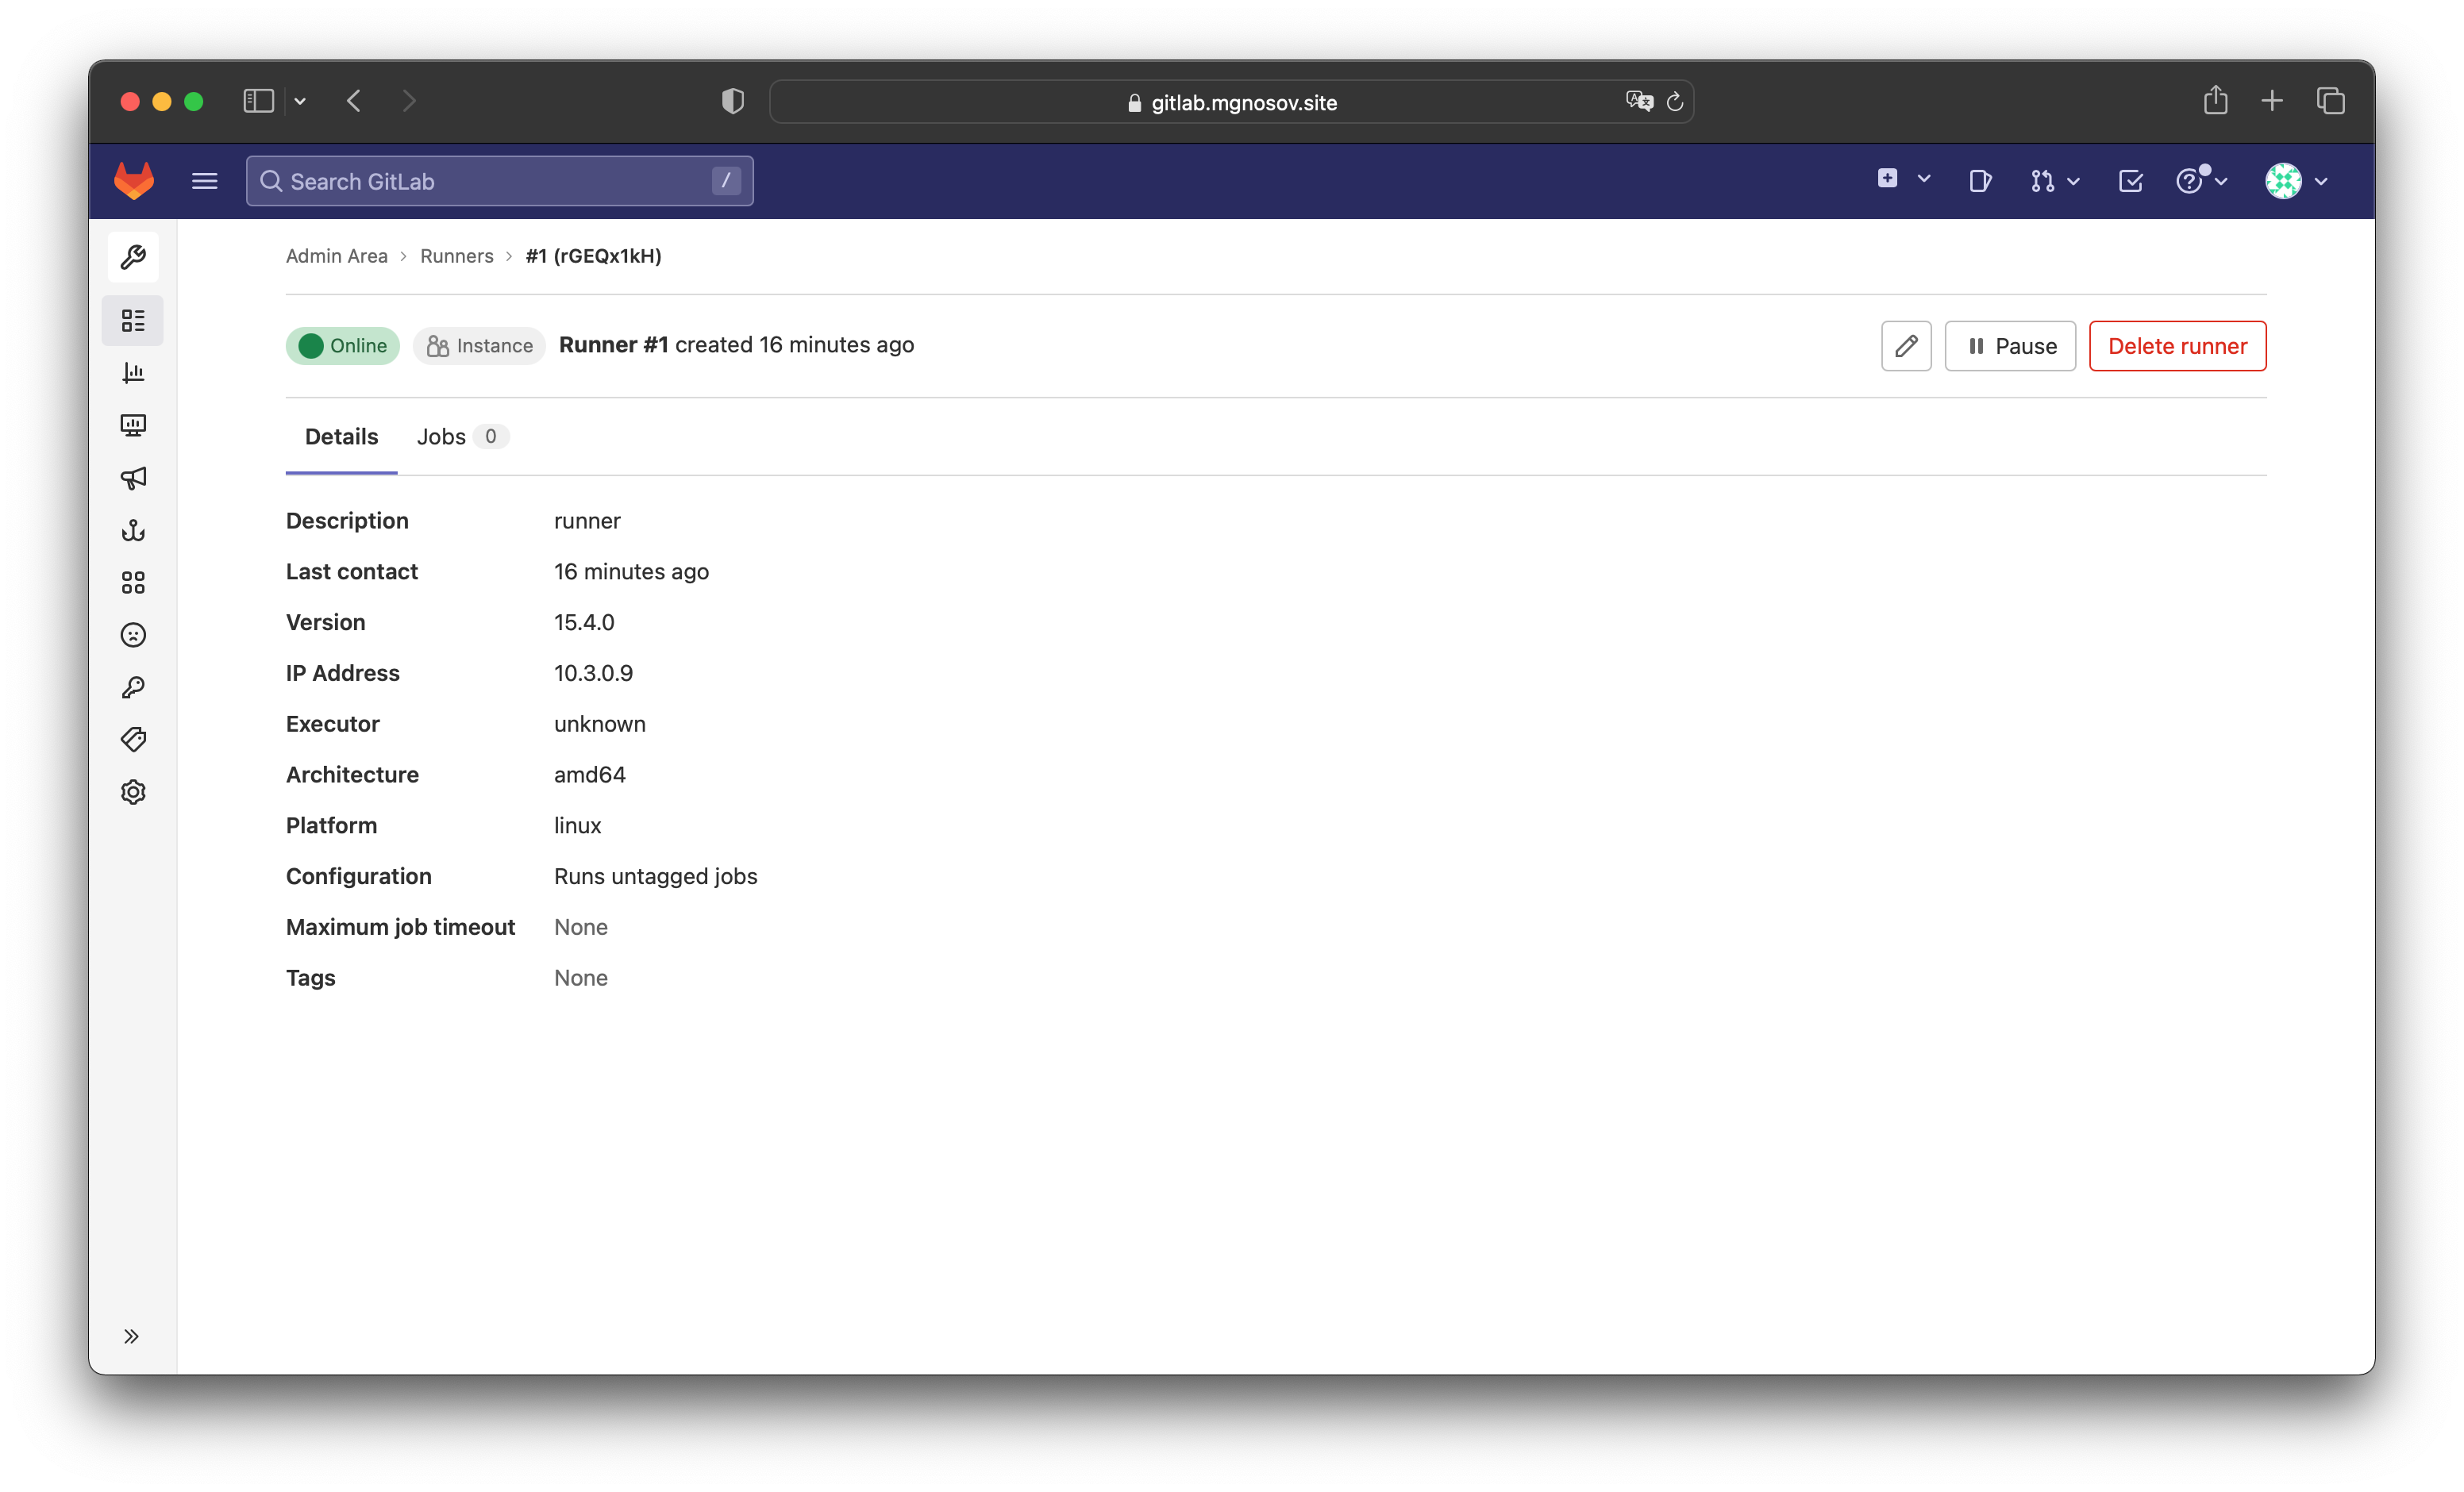 gitlab.mgnosov.site
Search GitLab /
Admin Area > Runners > #1 (rGEQx1kH)
Online Instance Runner #1 created 16 minutes ago Pause Delete runner
Details Jobs 0
Description runner
Last contact 16 minutes ago
Version 15.4.0
IP Address 10.3.0.9
Executor unknown
Architecture amd64
Platform linux
Configuration Runs untagged jobs
Maximum job timeout None
Tags None